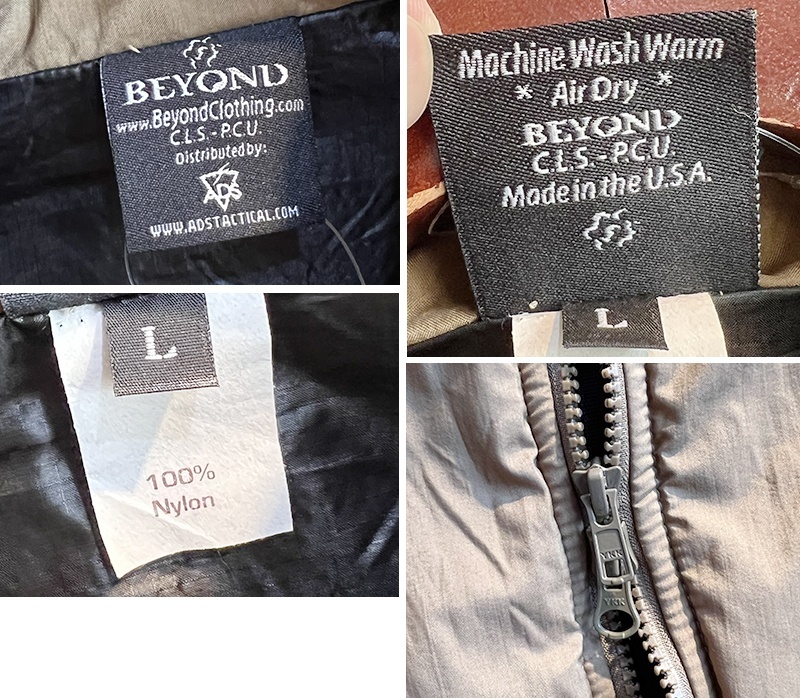 BEYOND
www.BeyondClothing.com
C.L.S. - P.C.U.
Distributed by:
ADS
WWW.ADSTACTICAL.COM
Machine Wash Warm
* Air Dry *
BEYOND
C.L.S. - P.C.U.
Made in the U.S.A.
L
L
100%
Nylon
YKK
YKK